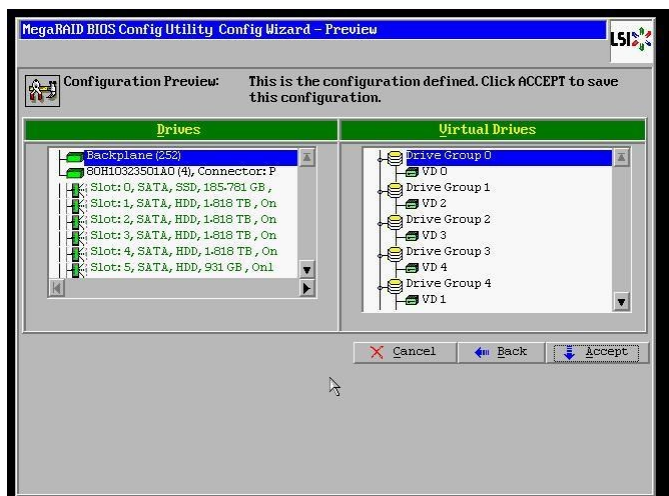 MegaRAID BIOS Config Utility Config Wizard – Preview
LSI
Configuration Preview:
This is the configuration defined. Click ACCEPT to save
this configuration.
Drives
Backplane (252)
80H10323501A0 (4), Connector: P
Slot: 0, SATA, SSD, 185.781 GB,
Slot: 1, SATA, HDD, 1.818 TB, On
Slot: 2, SATA, HDD, 1.818 TB, On
Slot: 3, SATA, HDD, 1.818 TB, On
Slot: 4, SATA, HDD, 1.818 TB, On
Slot: 5, SATA, HDD, 931 GB, Onl
Virtual Drives
Drive Group 0
VD 0
Drive Group 1
VD 2
Drive Group 2
VD 3
Drive Group 3
VD 4
Drive Group 4
VD 1
Cancel
Back
Accept